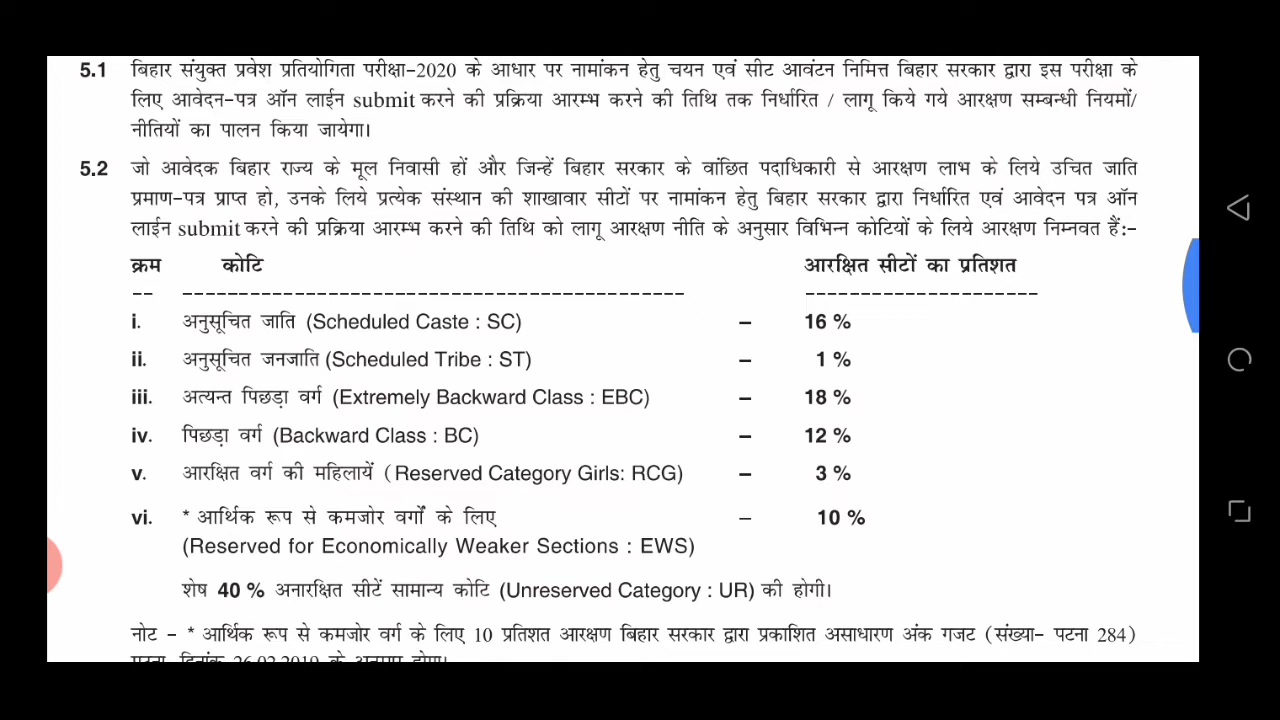 5.1 बिहार संयुक्त प्रवेश प्रतियोगिता परीक्षा-2020 के आधार पर नामांकन हेतु चयन एवं सीट आवंटन निमित्त बिहार सरकार द्वारा इस परीक्षा के
लिए आवेदन-पत्र ऑन लाईन submit करने की प्रक्रिया आरम्भ करने की तिथि तक निर्धारित / लागू किये गये आरक्षण सम्बन्धी नियमों/
नीतियों का पालन किया जायेगा।
5.2 जो आवेदक बिहार राज्य के मूल निवासी हों और जिन्हें बिहार सरकार के वांछित पदाधिकारी से आरक्षण लाभ के लिये उचित जाति
प्रमाण-पत्र प्राप्त हो, उनके लिये प्रत्येक संस्थान की शाखावार सीटों पर नामांकन हेतु बिहार सरकार द्वारा निर्धारित एवं आवेदन पत्र ऑन
लाईन submit करने की प्रक्रिया आरम्भ करने की तिथि को लागू आरक्षण नीति के अनुसार विभिन्न कोटियों के लिये आरक्षण निम्नवत हैं:-
क्रम कोटि आरक्षित सीटों का प्रतिशत
-- --------------------------------------------- ---------------------
i. अनुसूचित जाति (Scheduled Caste : SC) – 16 %
ii. अनुसूचित जनजाति (Scheduled Tribe : ST) – 1 %
iii. अत्यन्त पिछड़ा वर्ग (Extremely Backward Class : EBC) – 18 %
iv. पिछड़ा वर्ग (Backward Class : BC) – 12 %
v. आरक्षित वर्ग की महिलायें (Reserved Category Girls: RCG) – 3 %
vi. * आर्थिक रूप से कमजोर वर्गों के लिए – 10 %
(Reserved for Economically Weaker Sections : EWS)
शेष 40 % अनारक्षित सीटें सामान्य कोटि (Unreserved Category : UR) की होगी।
नोट - * आर्थिक रूप से कमजोर वर्ग के लिए 10 प्रतिशत आरक्षण बिहार सरकार द्वारा प्रकाशित असाधारण अंक गजट (संख्या- पटना 284)
पटना, दिनांक 26.02.2019 के अनुरूप होगा।